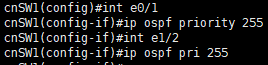 cnSW1(config)#int e0/1
cnSW1(config-if)#ip ospf priority 255
cnSW1(config-if)#int e1/2
cnSW1(config-if)#ip ospf pri 255